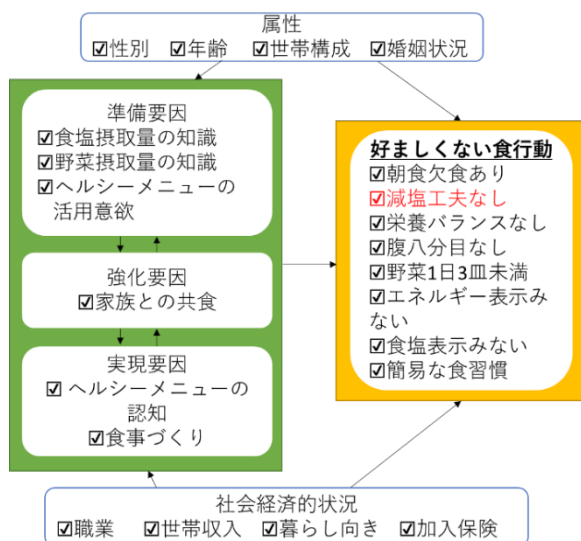 属性
☑性別 ☑年齢 ☑世帯構成 ☑婚姻状況
準備要因
☑食塩摂取量の知識
☑野菜摂取量の知識
☑ヘルシーメニューの
活用意欲
強化要因
☑家族との共食
実現要因
☑ヘルシーメニューの
認知
☑食事づくり
好ましくない食行動
☑朝食欠食あり
☑減塩工夫なし
☑栄養バランスなし
☑腹八分目なし
☑野菜1日3皿未満
☑エネルギー表示み
ない
☑食塩表示みない
☑簡易な食習慣
社会経済的状況
☑職業 ☑世帯収入 ☑暮らし向き ☑加入保険